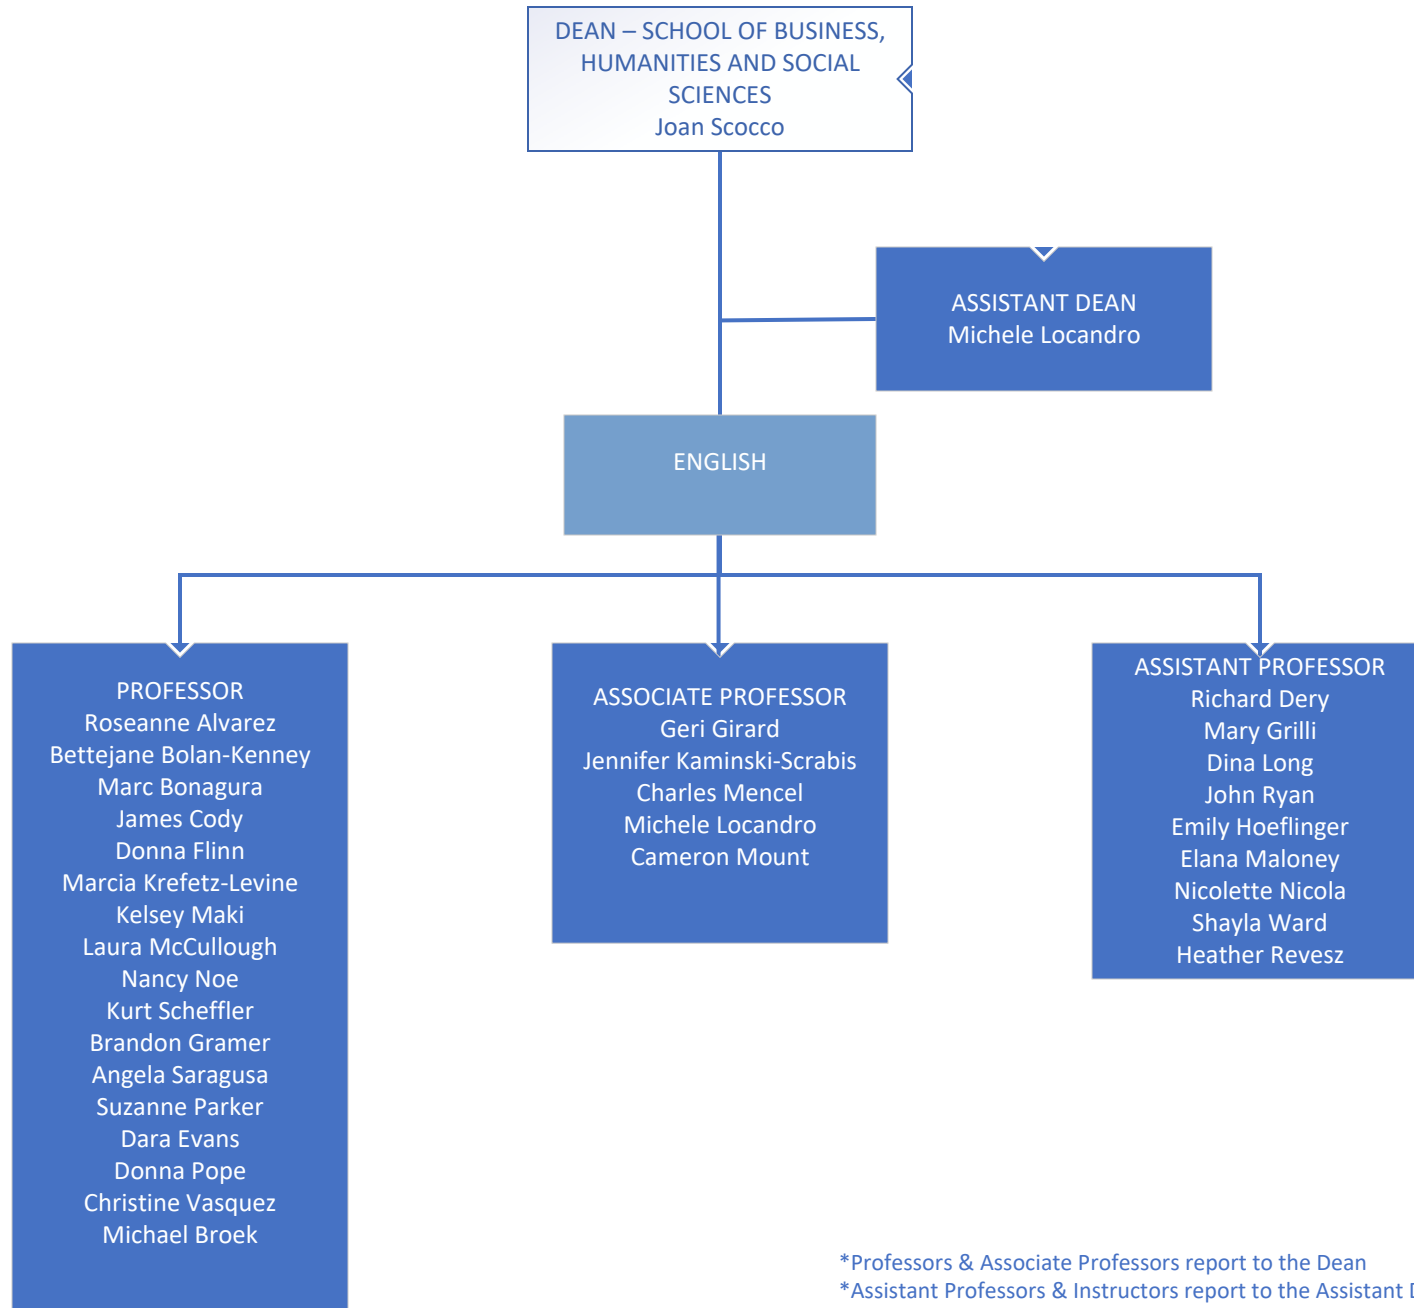 DEAN – SCHOOL OF BUSINESS,
HUMANITIES AND SOCIAL
SCIENCES
Joan Scocco
ASSISTANT DEAN
Michele Locandro
ENGLISH
PROFESSOR
Roseanne Alvarez
Bettejane Bolan-Kenney
Marc Bonagura
James Cody
Donna Flinn
Marcia Krefetz-Levine
Kelsey Maki
Laura McCullough
Nancy Noe
Kurt Scheffler
Brandon Gramer
Angela Saragusa
Suzanne Parker
Dara Evans
Donna Pope
Christine Vasquez
Michael Broek
ASSOCIATE PROFESSOR
Geri Girard
Jennifer Kaminski-Scrabis
Charles Mencel
Michele Locandro
Cameron Mount
ASSISTANT PROFESSOR
Richard Dery
Mary Grilli
Dina Long
John Ryan
Emily Hoeflinger
Elana Maloney
Nicolette Nicola
Shayla Ward
Heather Revesz
*Professors & Associate Professors report to the Dean
*Assistant Professors & Instructors report to the Assistant